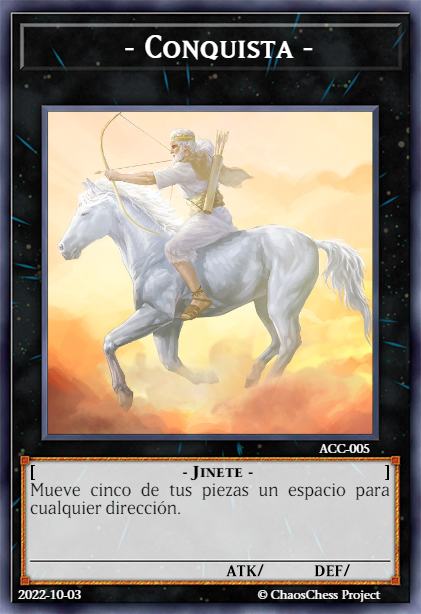 - Conquista -
ACC-005
[ - Jinete - ]
Mueve cinco de tus piezas un espacio para
cualquier dirección.
ATK/ DEF/
2022-10-03 © ChaosChess Project